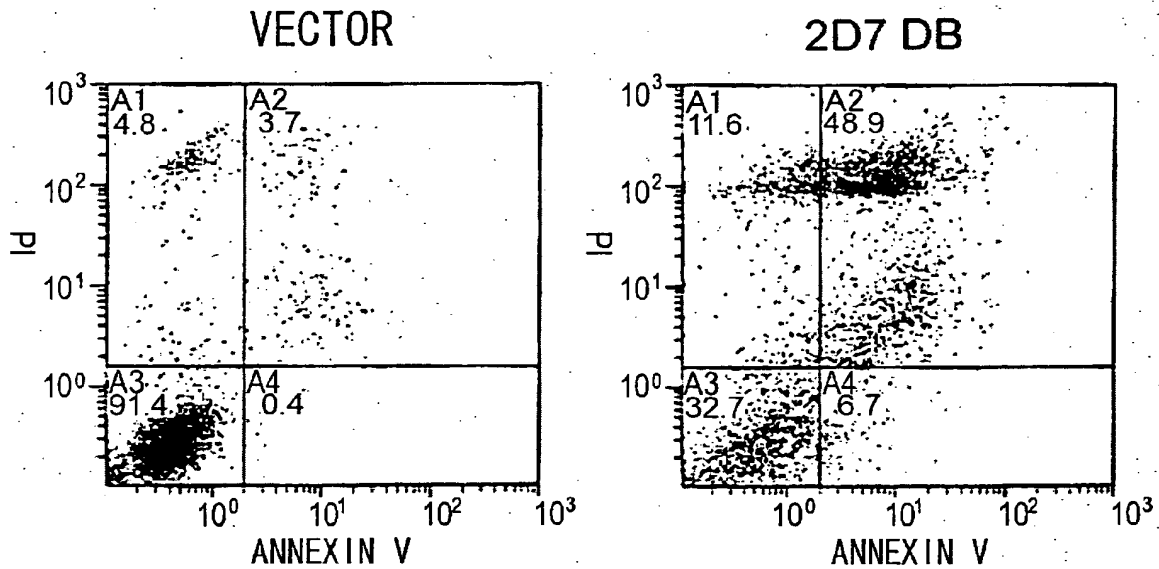 VECTOR
2D7 DB
10³
A1
4.8
A2
3.7
10²
PI
10¹
10⁰
A3
91.4
A4
0.4
10⁰
10¹
10²
10³
ANNEXIN V
10³
A1
11.6
A2
48.9
10²
PI
10¹
10⁰
A3
32.7
A4
6.7
10⁰
10¹
10²
10³
ANNEXIN V